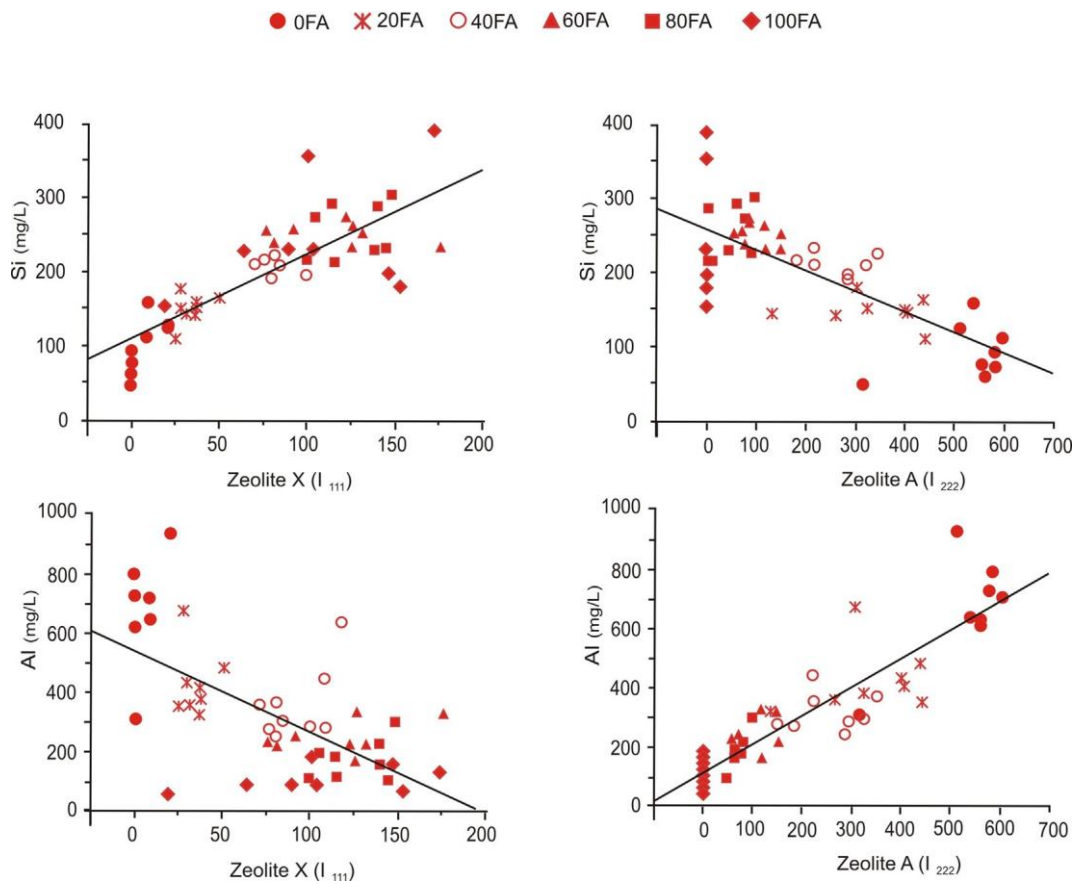 0FA 20FA 40FA 60FA 80FA 100FA
400
300
200
100
0
Si (mg/L)
0 50 100 150 200
Zeolite X (I 111)
400
300
200
100
0
Si (mg/L)
0 100 200 300 400 500 600 700
Zeolite A (I 222)
1000
800
600
400
200
0
Al (mg/L)
0 50 100 150 200
Zeolite X (I 111)
1000
800
600
400
200
0
Al (mg/L)
0 100 200 300 400 500 600 700
Zeolite A (I 222)